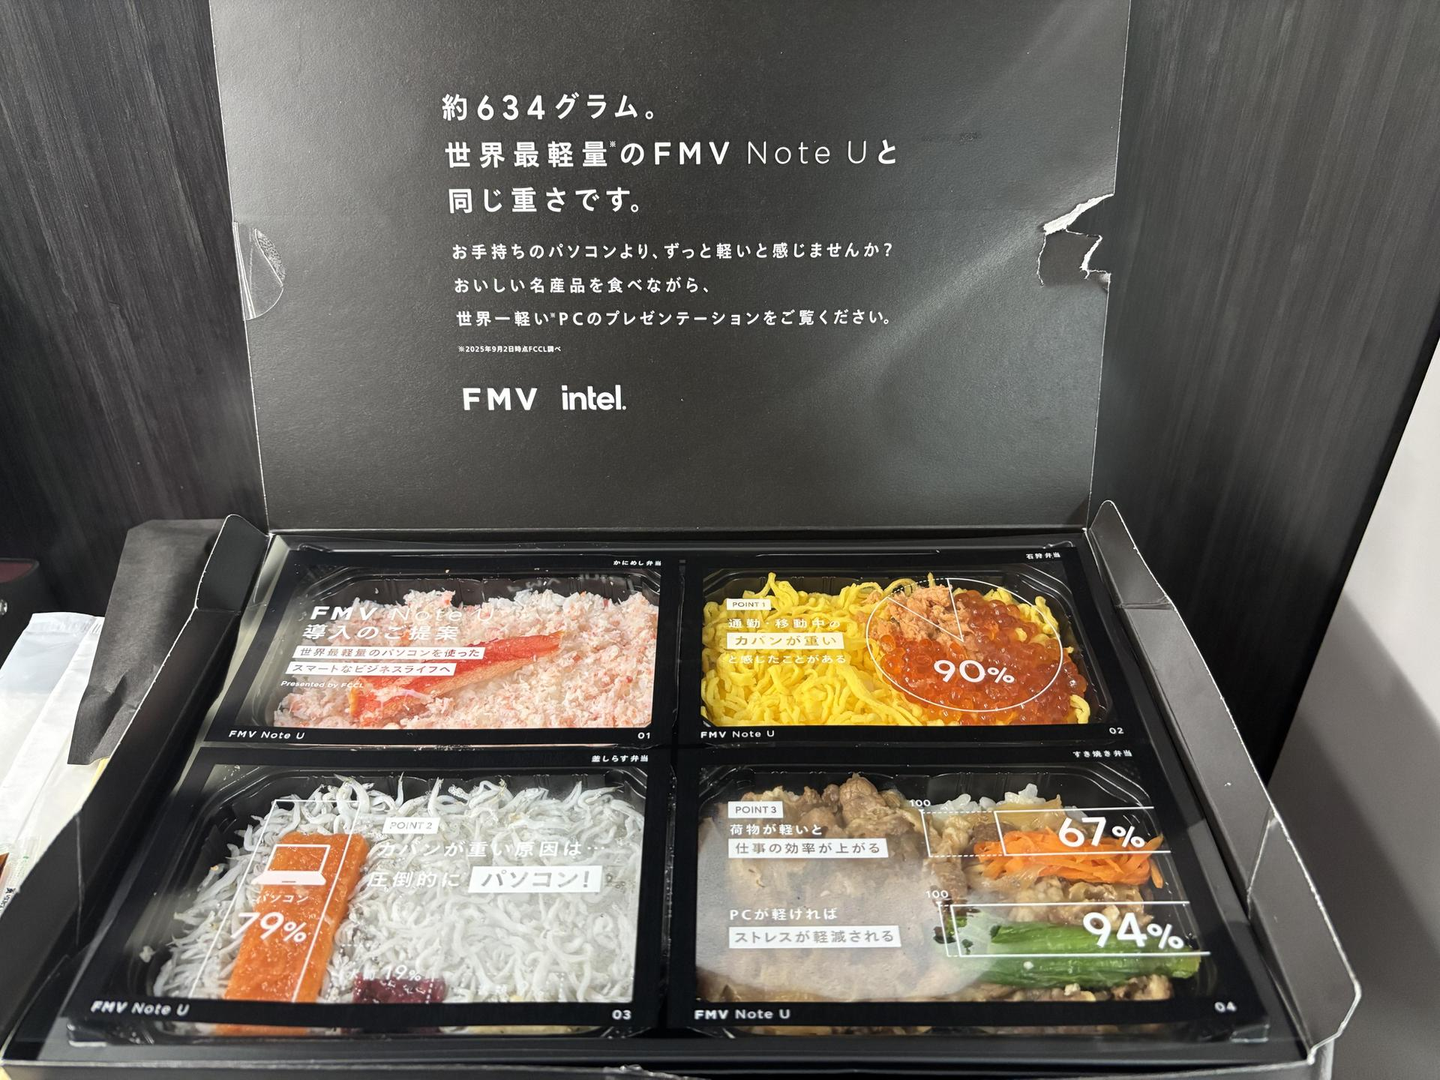 約634グラム。
世界最軽量※のFMV Note Uと
同じ重さです。
お手持ちのパソコンより、ずっと軽いと感じませんか?
おいしい名産品を食べながら、
世界一軽い※PCのプレゼンテーションをご覧ください。
※2025年9月2日時点FCCL調べ
FMV intel.
かにめし弁当
FMV Note U
導入のご提案
世界最軽量のパソコンを使った
スマートなビジネスライフへ
Presented by FCCL
FMV Note U 01
石狩弁当
POINT 1
通勤・移動中の
カバンが重い
と感じたことがある
90%
FMV Note U 02
釜しらす弁当
POINT 2
カバンが重い原因は…
圧倒的に パソコン!
パソコン
79%
19%
FMV Note U 03
すき焼き弁当
POINT 3
荷物が軽いと
仕事の効率が上がる
100
67%
PCが軽ければ
ストレスが軽減される
100
94%
FMV Note U 04